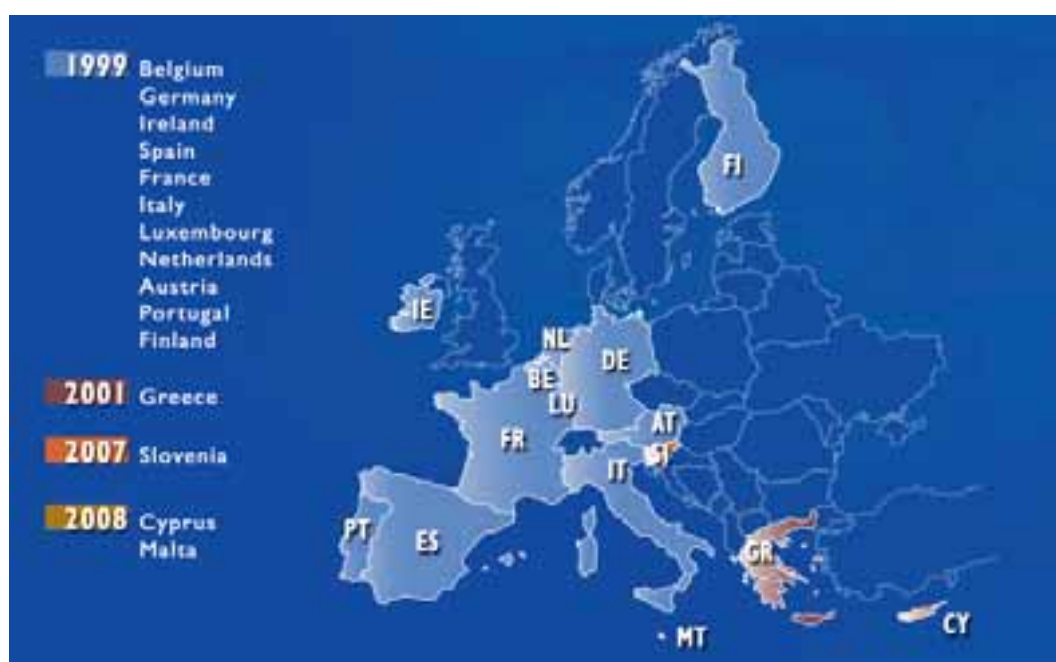 1999 Belgium
Germany
Ireland
Spain
France
Italy
Luxembourg
Netherlands
Austria
Portugal
Finland
2001 Greece
2007 Slovenia
2008 Cyprus
Malta
FI
IE
NL
DE
BE
LU
AT
FR
SI
IT
PT
ES
GR
CY
MT